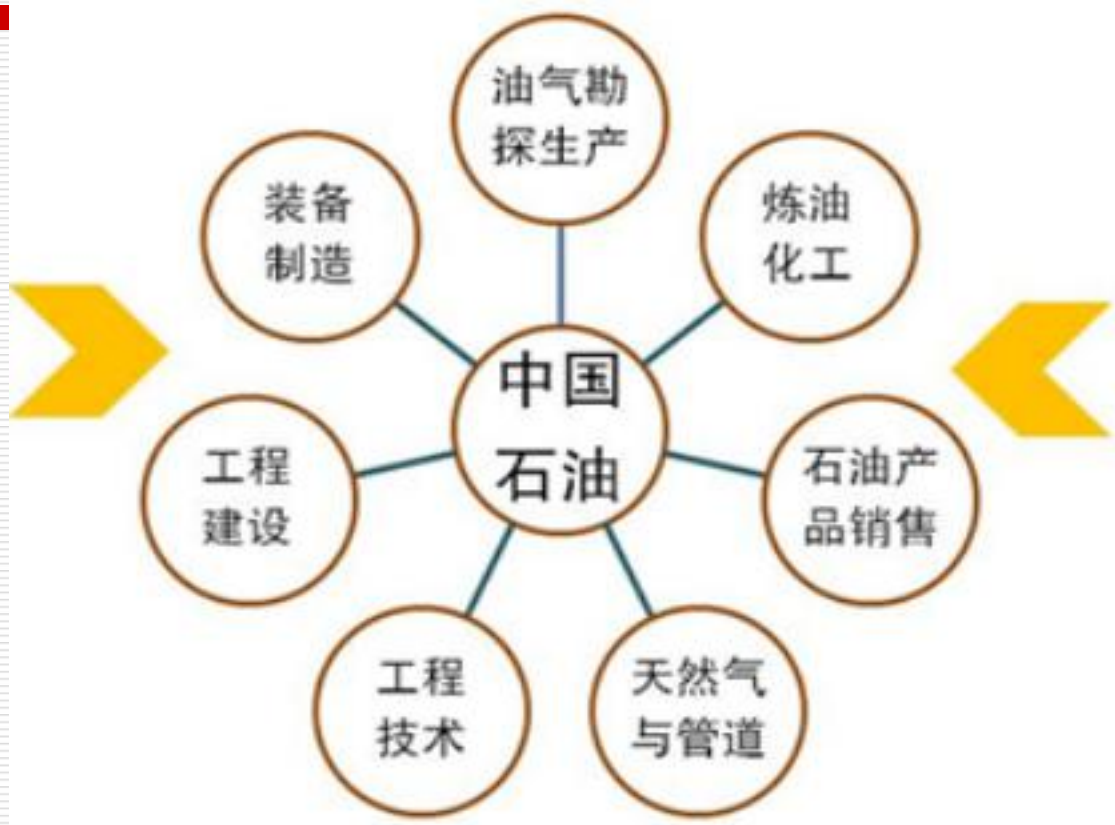 油气勘
探生产
装备
制造
炼油
化工
中国
石油
工程
建设
石油产
品销售
工程
技术
天然气
与管道